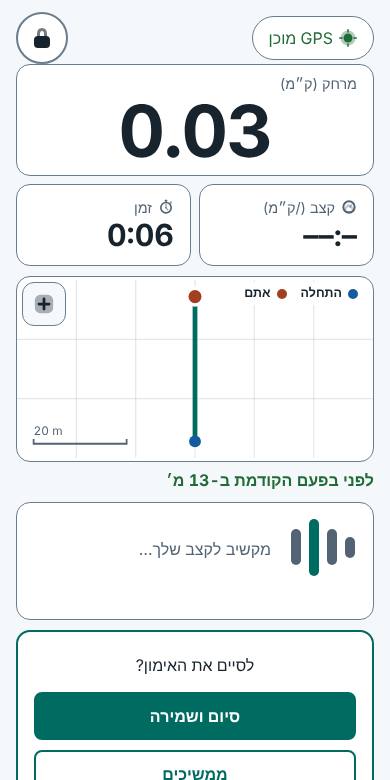 GPS מוכן
מרחק (ק״מ)
0.03
קצב (/ק״מ)
--:--
זמן
0:06
התחלה
אתם
20 m
לפני בפעם הקודמת ב-13 מ׳
מקשיב לקצב שלך...
לסיים את האימון?
סיום ושמירה
ממשיכים